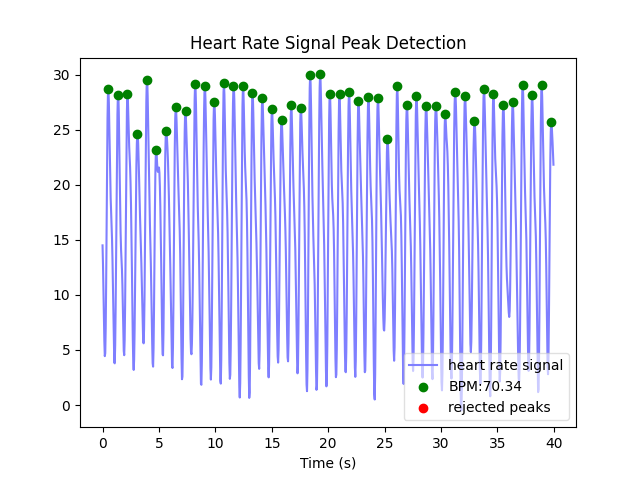 Heart Rate Signal Peak Detection
30
25
20
15
10
5
0
heart rate signal
BPM:70.34
rejected peaks
0 5 10 15 20 25 30 35 40
Time (s)